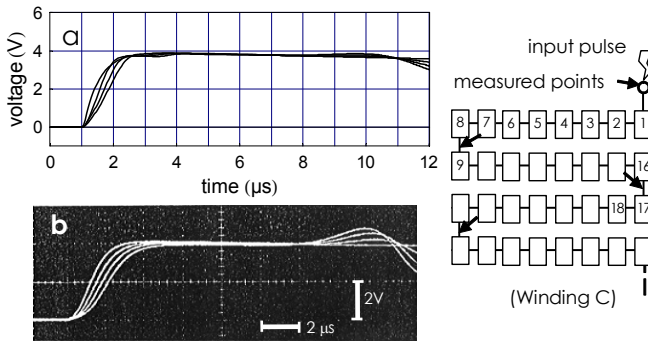 a
voltage (V)
6
4
2
0
0 2 4 6 8 10 12
time (µs)
b
2V
2 µs
input pulse
measured points
8 7 6 5 4 3 2 1
9 16
18 17
(Winding C)